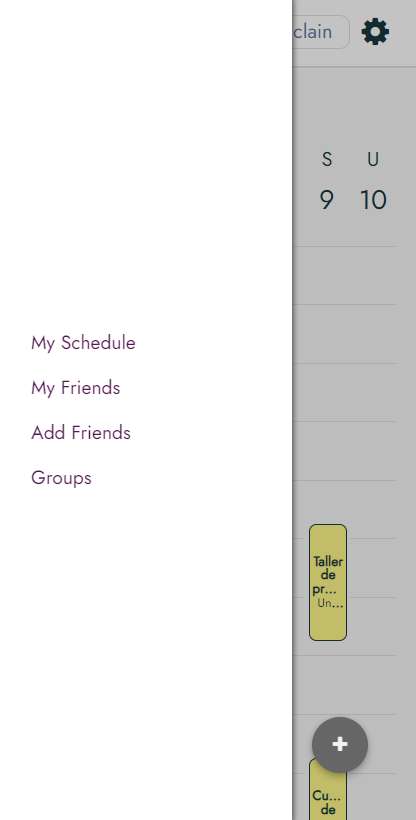 clain
S U
9 10
My Schedule
My Friends
Add Friends
Groups
Taller
de
pr...
Un...
+
Cu...
de